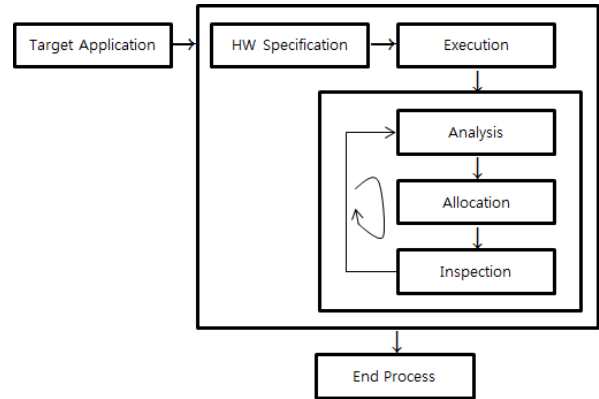 Target Application
HW Specification
Execution
Analysis
Allocation
Inspection
End Process